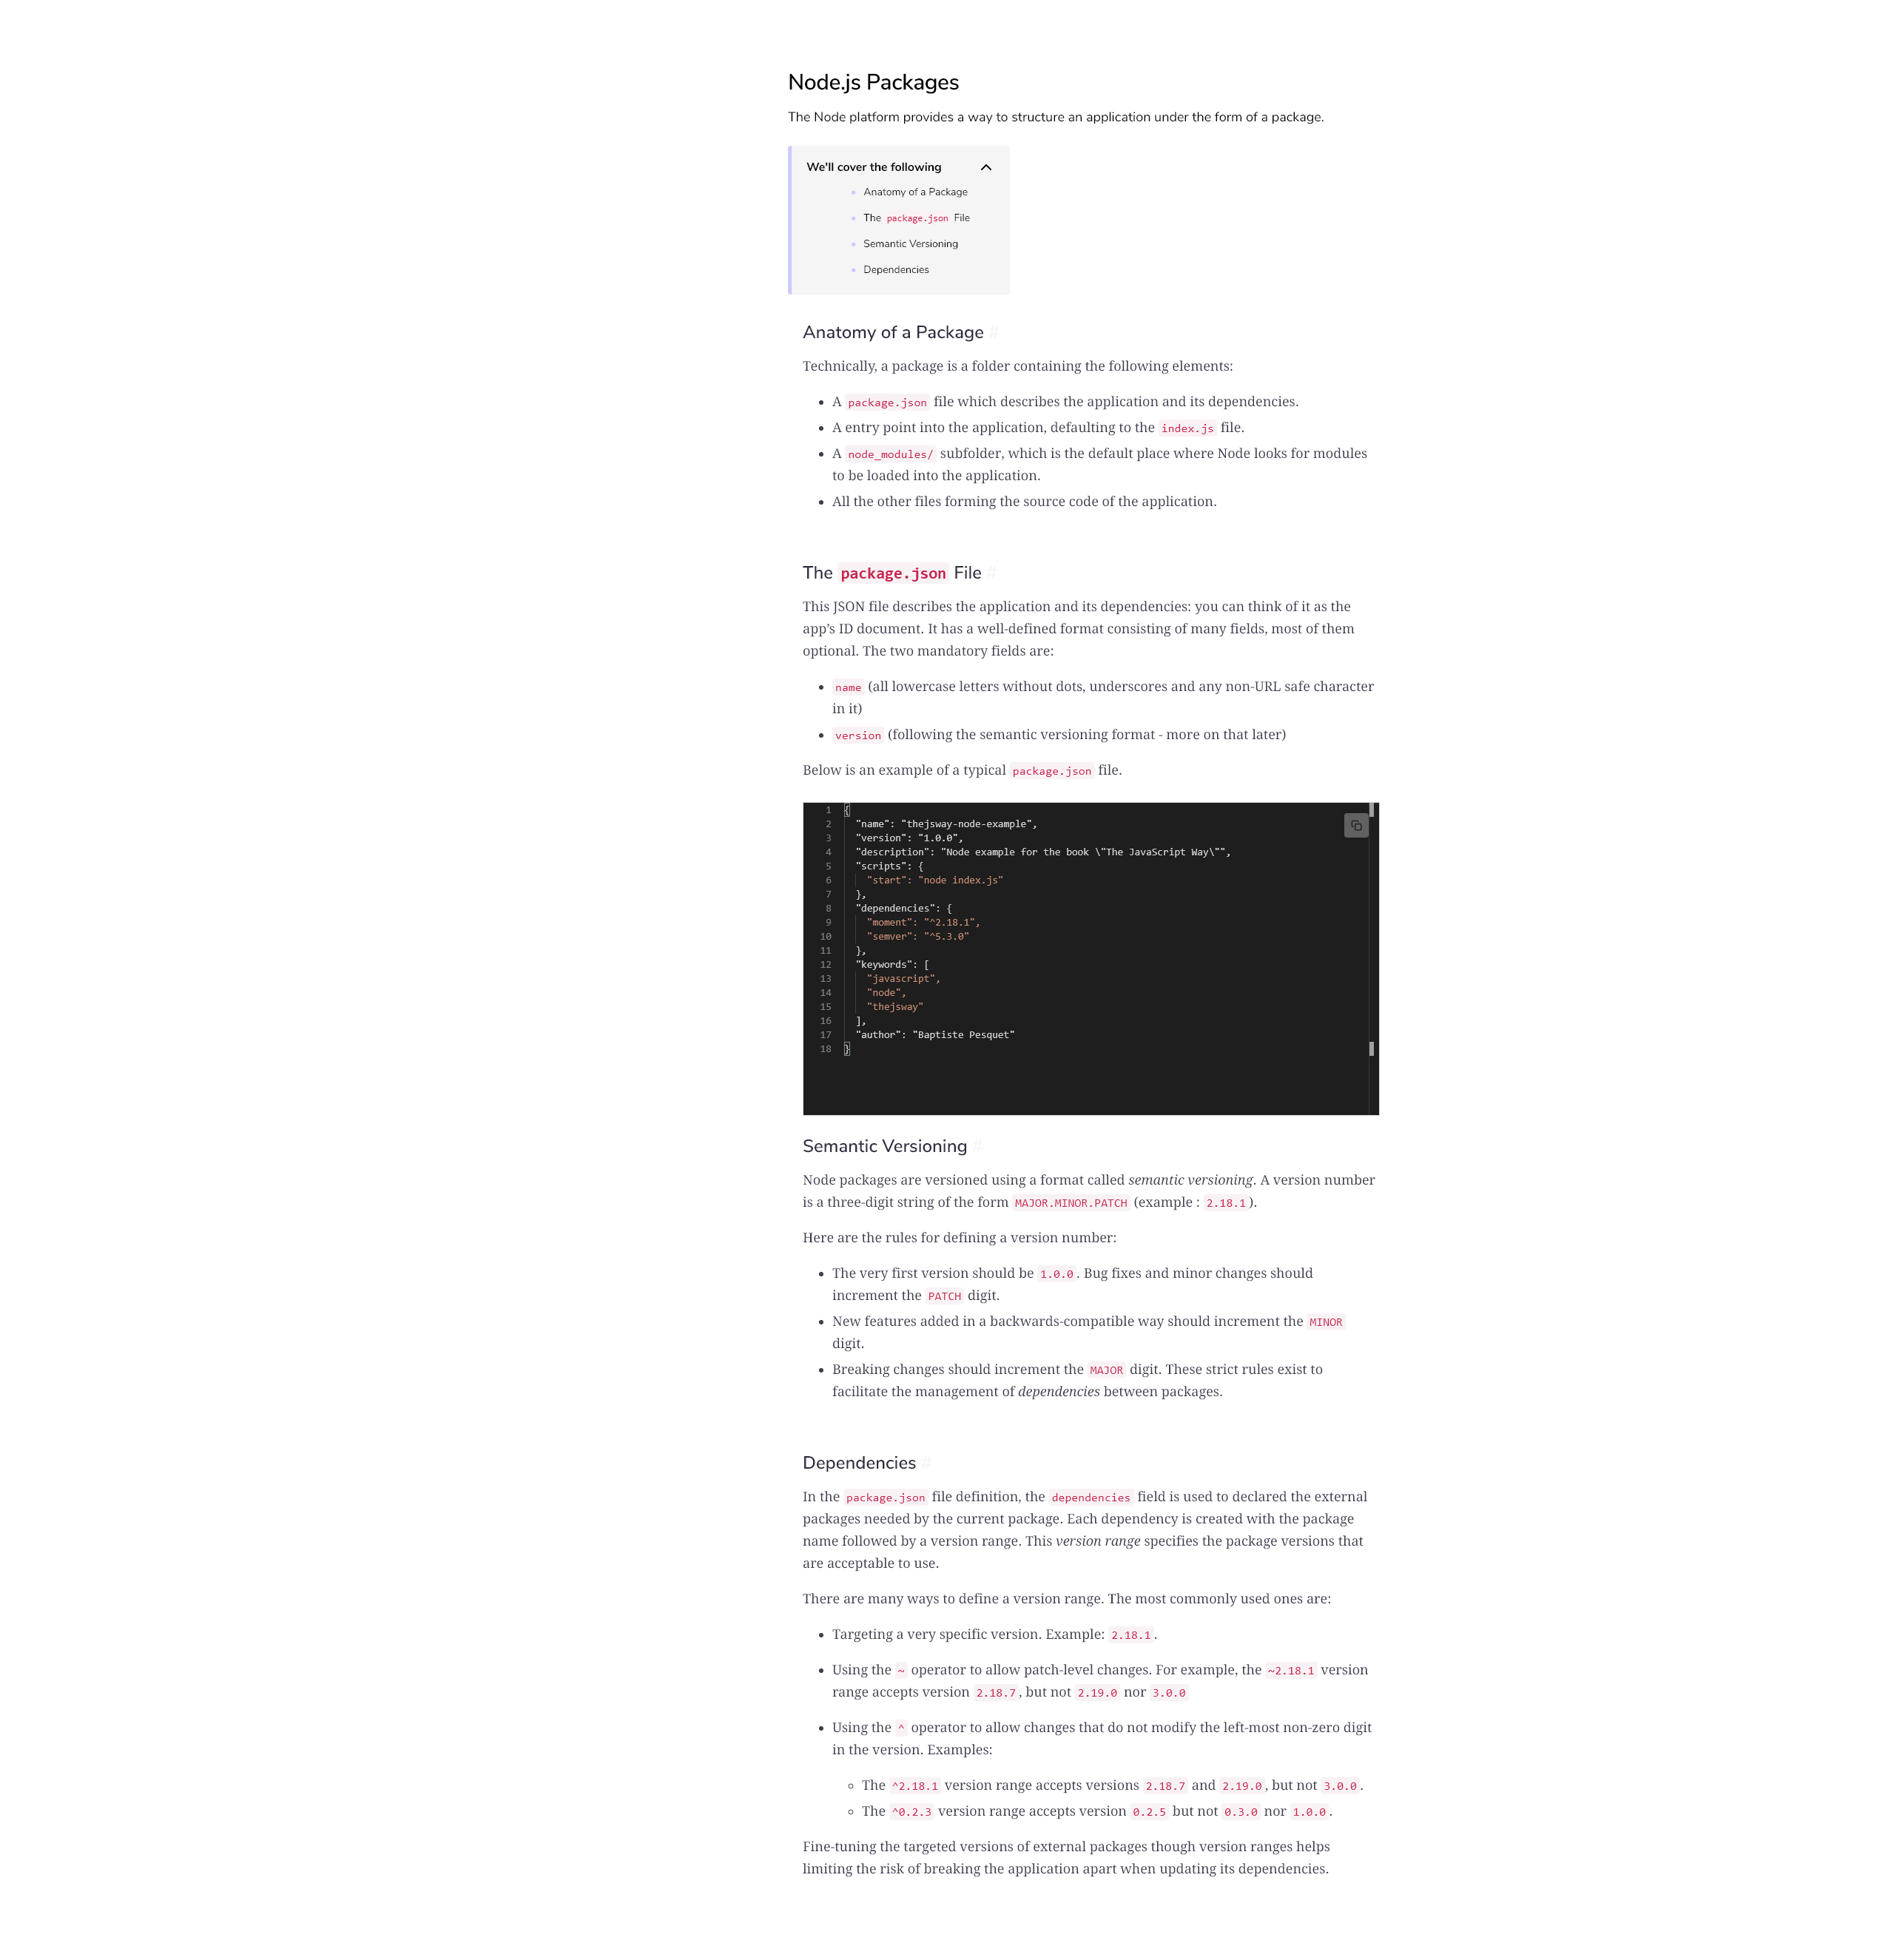 Node.js Packages
The Node platform provides a way to structure an application under the form of a package.
We'll cover the following
Anatomy of a Package
The package.json File
Semantic Versioning
Dependencies
Anatomy of a Package #
Technically, a package is a folder containing the following elements:
A package.json file which describes the application and its dependencies.
A entry point into the application, defaulting to the index.js file.
A node_modules/ subfolder, which is the default place where Node looks for modules
to be loaded into the application.
All the other files forming the source code of the application.
The package.json File #
This JSON file describes the application and its dependencies: you can think of it as the
app’s ID document. It has a well-defined format consisting of many fields, most of them
optional. The two mandatory fields are:
name (all lowercase letters without dots, underscores and any non-URL safe character
in it)
version (following the semantic versioning format - more on that later)
Below is an example of a typical package.json file.
1 {
2 "name": "thejsway-node-example",
3 "version": "1.0.0",
4 "description": "Node example for the book \"The JavaScript Way\"",
5 "scripts": {
6 "start": "node index.js"
7 },
8 "dependencies": {
9 "moment": "^2.18.1",
10 "semver": "^5.3.0"
11 },
12 "keywords": [
13 "javascript",
14 "node",
15 "thejsway"
16 ],
17 "author": "Baptiste Pesquet"
18 }
Semantic Versioning #
Node packages are versioned using a format called semantic versioning. A version number
is a three-digit string of the form MAJOR.MINOR.PATCH (example : 2.18.1).
Here are the rules for defining a version number:
The very first version should be 1.0.0. Bug fixes and minor changes should
increment the PATCH digit.
New features added in a backwards-compatible way should increment the MINOR
digit.
Breaking changes should increment the MAJOR digit. These strict rules exist to
facilitate the management of dependencies between packages.
Dependencies #
In the package.json file definition, the dependencies field is used to declared the external
packages needed by the current package. Each dependency is created with the package
name followed by a version range. This version range specifies the package versions that
are acceptable to use.
There are many ways to define a version range. The most commonly used ones are:
Targeting a very specific version. Example: 2.18.1.
Using the ~ operator to allow patch-level changes. For example, the ~2.18.1 version
range accepts version 2.18.7, but not 2.19.0 nor 3.0.0
Using the ^ operator to allow changes that do not modify the left-most non-zero digit
in the version. Examples:
The ^2.18.1 version range accepts versions 2.18.7 and 2.19.0, but not 3.0.0.
The ^0.2.3 version range accepts version 0.2.5 but not 0.3.0 nor 1.0.0.
Fine-tuning the targeted versions of external packages though version ranges helps
limiting the risk of breaking the application apart when updating its dependencies.